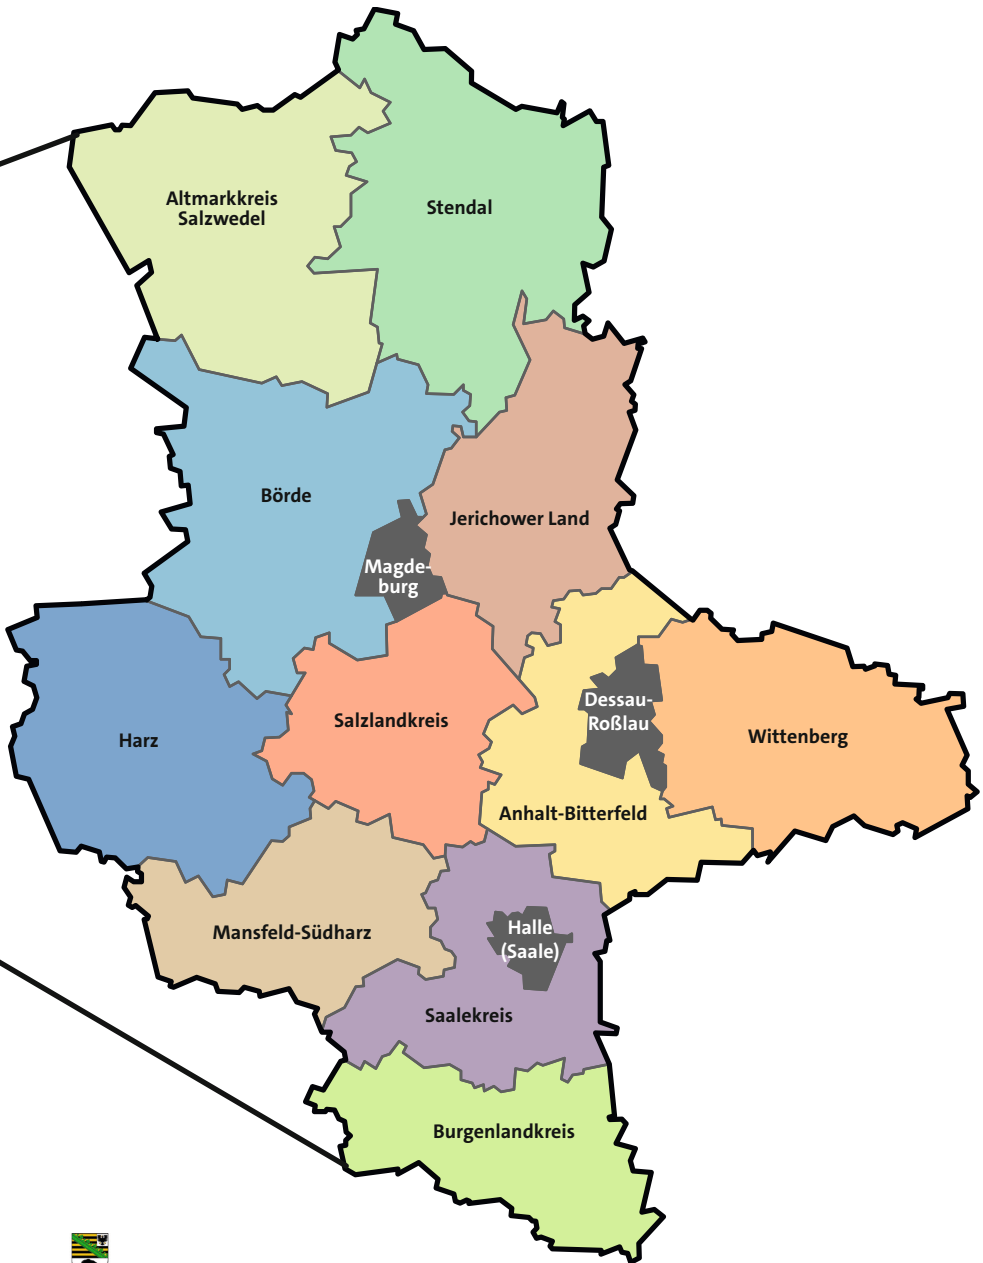 Altmarkkreis
Salzwedel
Stendal
Börde
Jerichower Land
Magde-
burg
Dessau-
Roßlau
Salzlandkreis
Harz
Wittenberg
Anhalt-Bitterfeld
Mansfeld-Südharz
Halle
(Saale)
Saalekreis
Burgenlandkreis